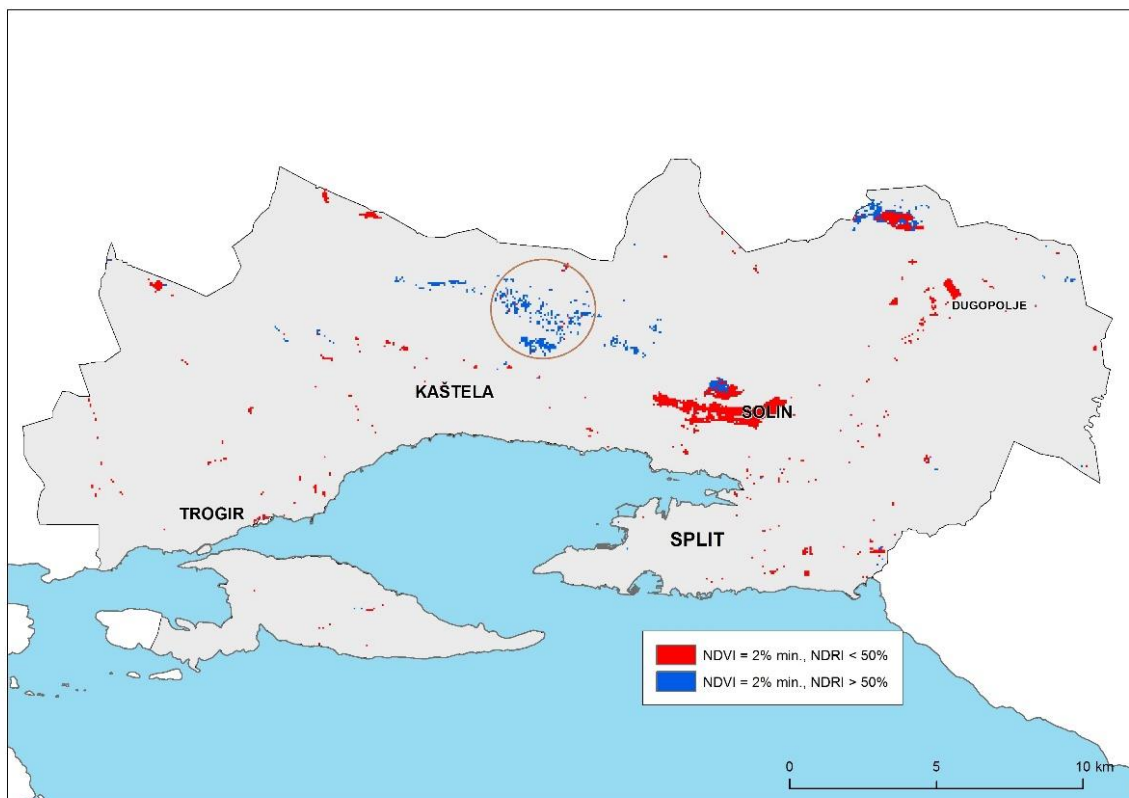 DUGOPOLJE
KAŠTELA
SOLIN
TROGIR
SPLIT
NDVI = 2% min., NDRI < 50%
NDVI = 2% min., NDRI > 50%
0 5 10 km